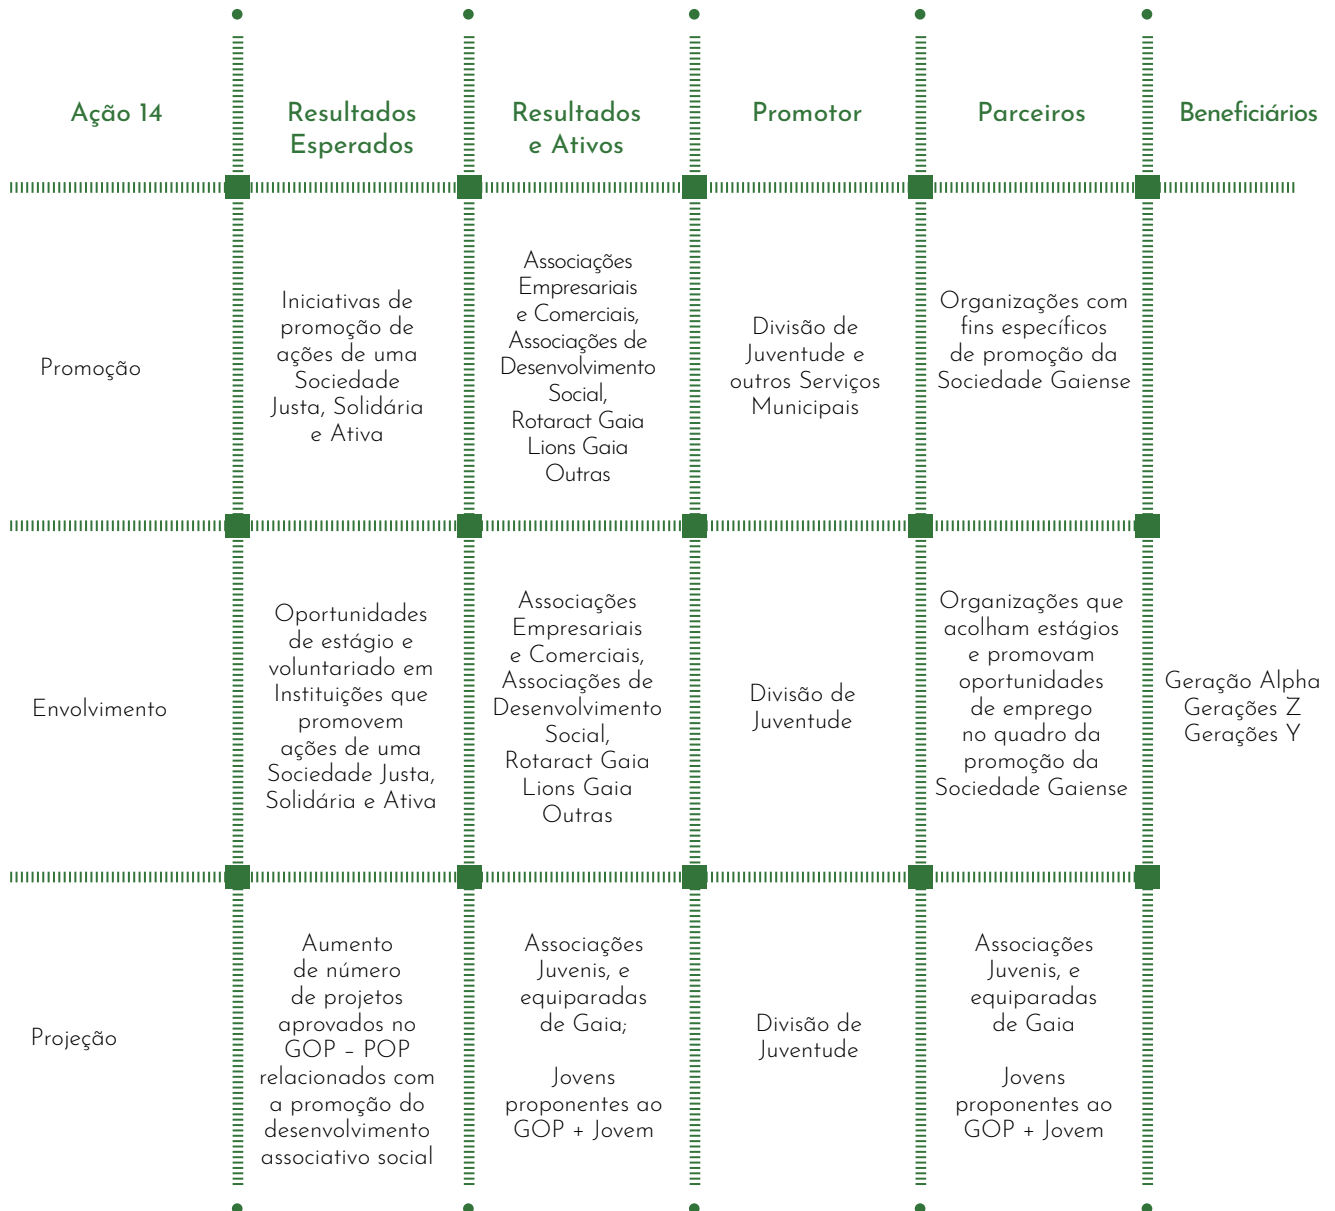 Ação 14
Resultados
Esperados
Resultados
e Ativos
Promotor
Parceiros
Beneficiários
Promoção
Iniciativas de
promoção de
ações de uma
Sociedade
Justa, Solidária
e Ativa
Associações
Empresariais
e Comerciais,
Associações de
Desenvolvimento
Social,
Rotaract Gaia
Lions Gaia
Outras
Divisão de
Juventude e
outros Serviços
Municipais
Organizações com
fins específicos
de promoção da
Sociedade Gaiense
Envolvimento
Oportunidades
de estágio e
voluntariado em
Instituições que
promovem
ações de uma
Sociedade Justa,
Solidária e Ativa
Associações
Empresariais
e Comerciais,
Associações de
Desenvolvimento
Social,
Rotaract Gaia
Lions Gaia
Outras
Divisão de
Juventude
Organizações que
acolham estágios
e promovam
oportunidades
de emprego
no quadro da
promoção da
Sociedade Gaiense
Geração Alpha
Gerações Z
Gerações Y
Projeção
Aumento
de número
de projetos
aprovados no
GOP – POP
relacionados com
a promoção do
desenvolvimento
associativo social
Associações
Juvenis, e
equiparadas
de Gaia;
Jovens
proponentes ao
GOP + Jovem
Divisão de
Juventude
Associações
Juvenis, e
equiparadas
de Gaia
Jovens
proponentes ao
GOP + Jovem